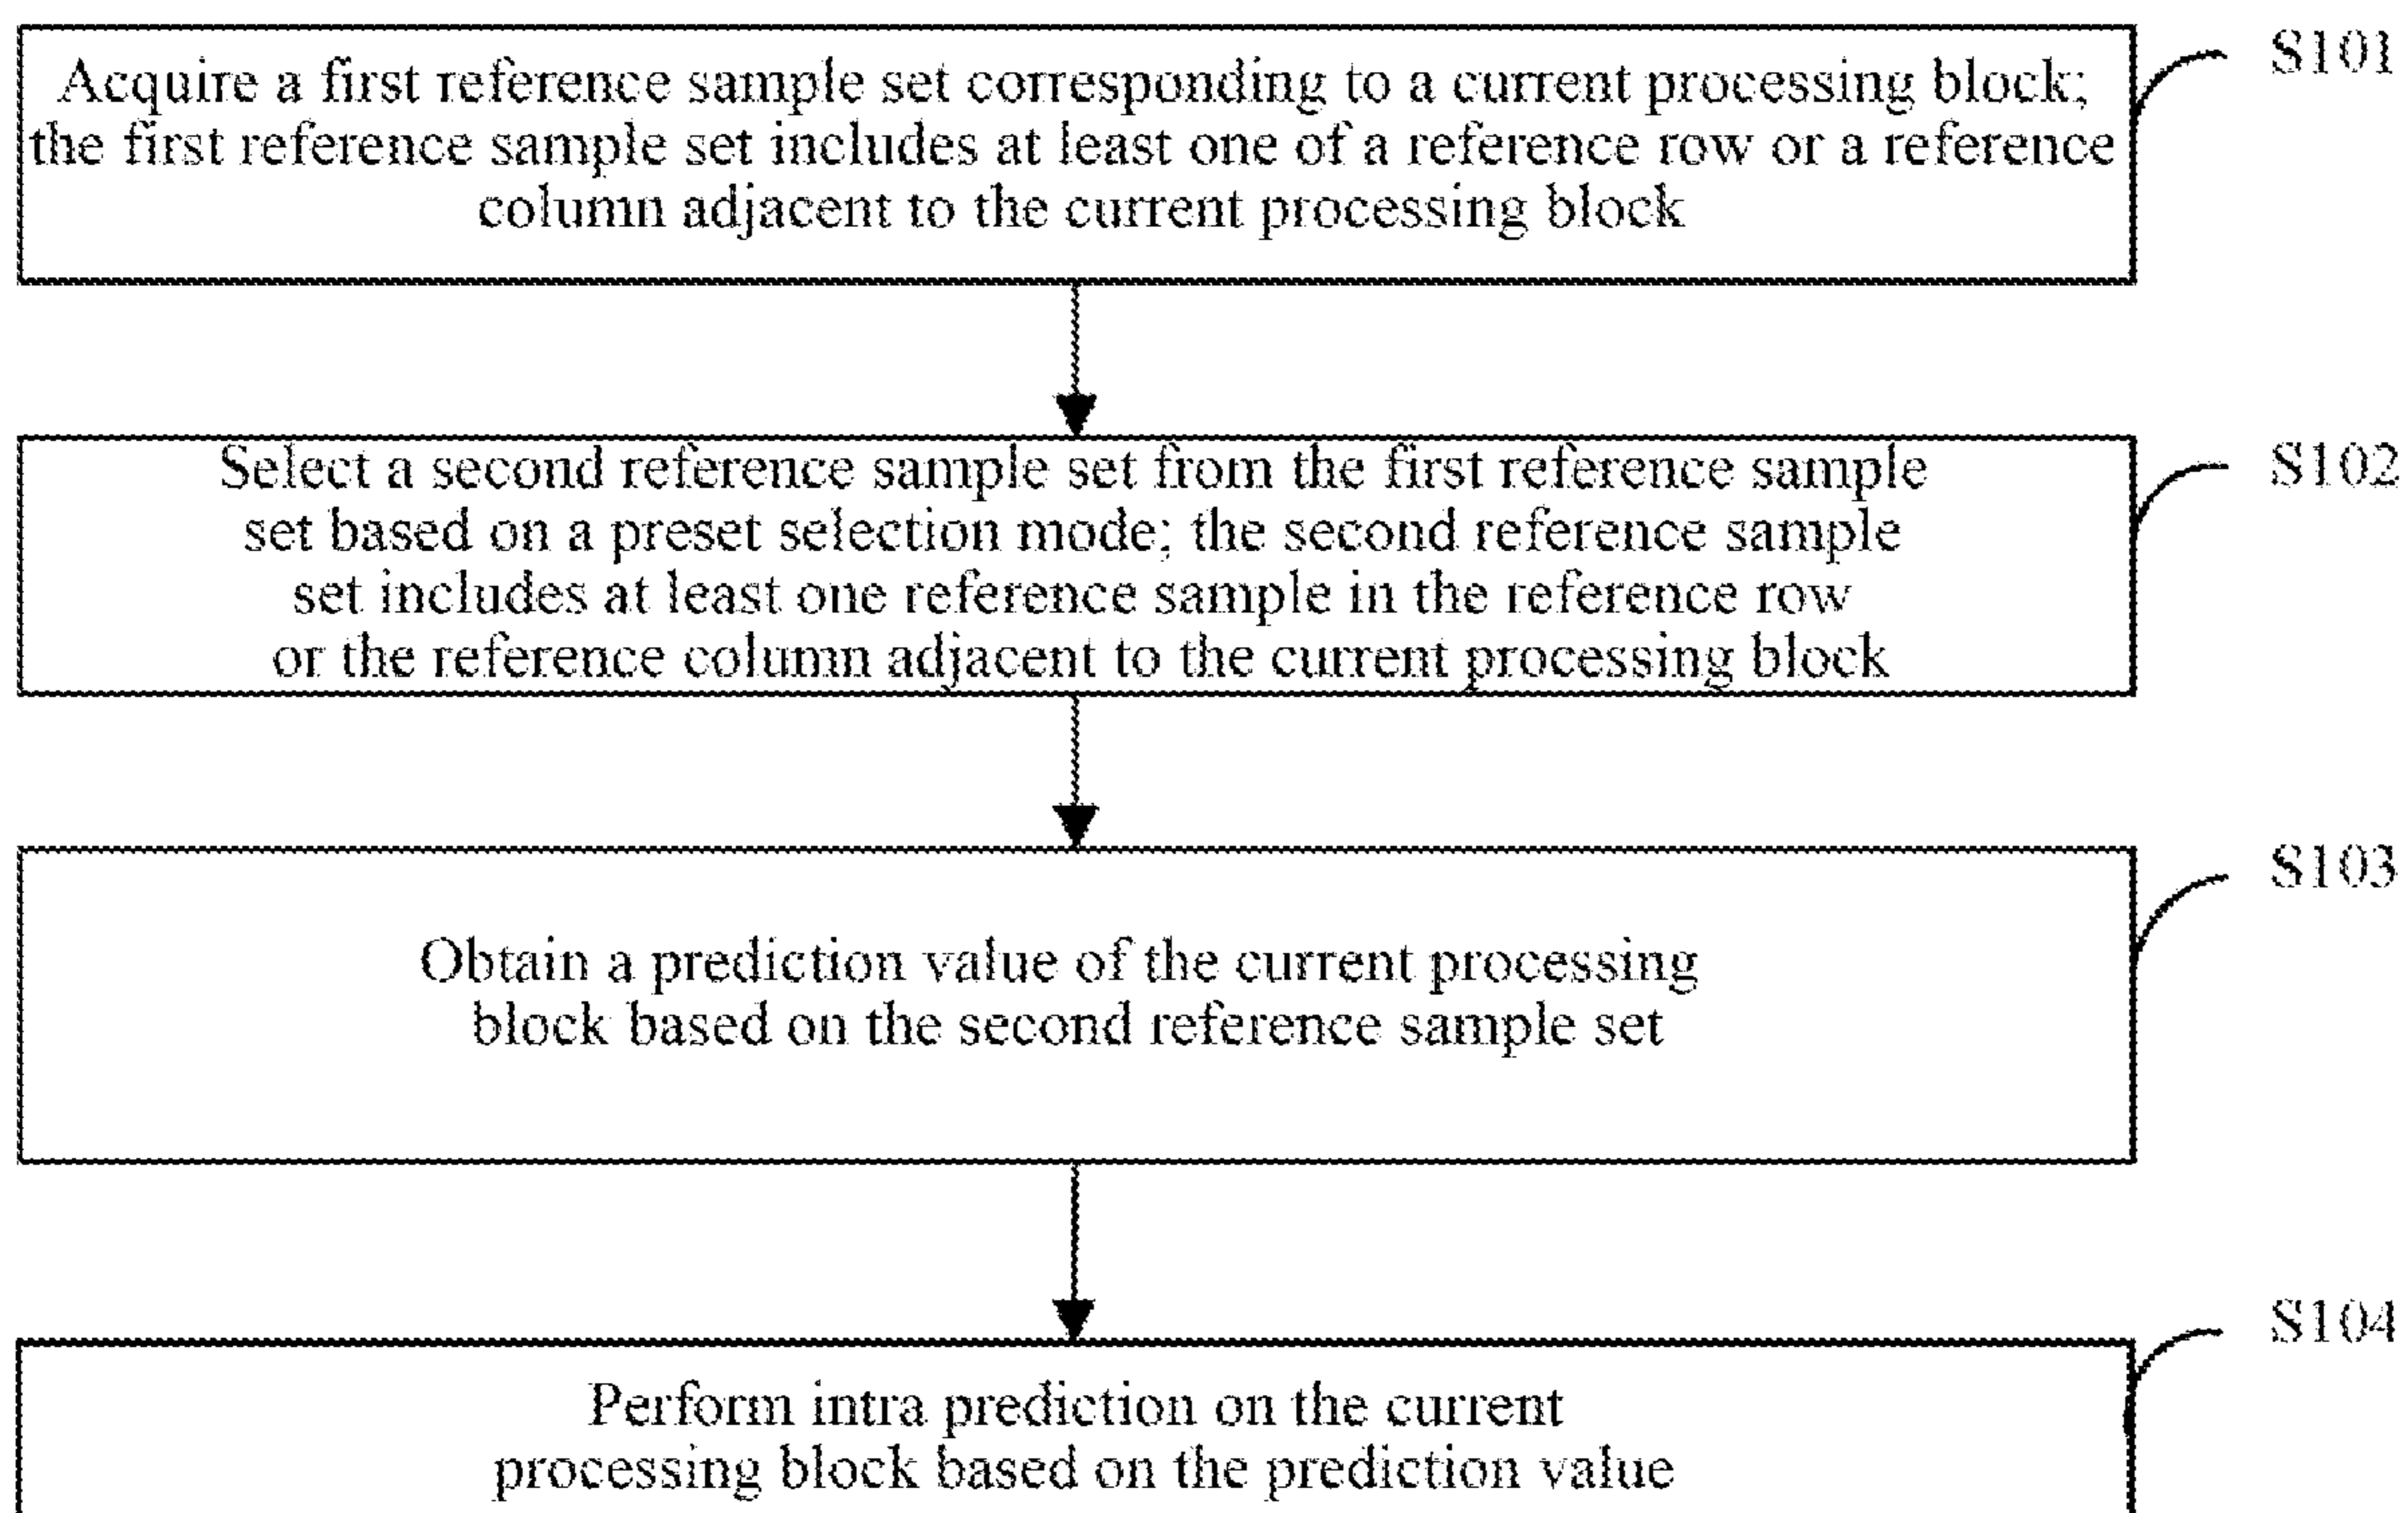 Acquire a first reference sample set corresponding to a current processing block;
the first reference sample set includes at least one of a reference row or a reference
column adjacent to the current processing block
S101
Select a second reference sample set from the first reference sample
set based on a preset selection mode; the second reference sample
set includes at least one reference sample in the reference row
or the reference column adjacent to the current processing block
S102
Obtain a prediction value of the current processing
block based on the second reference sample set
S103
Perform intra prediction on the current
processing block based on the prediction value
S104